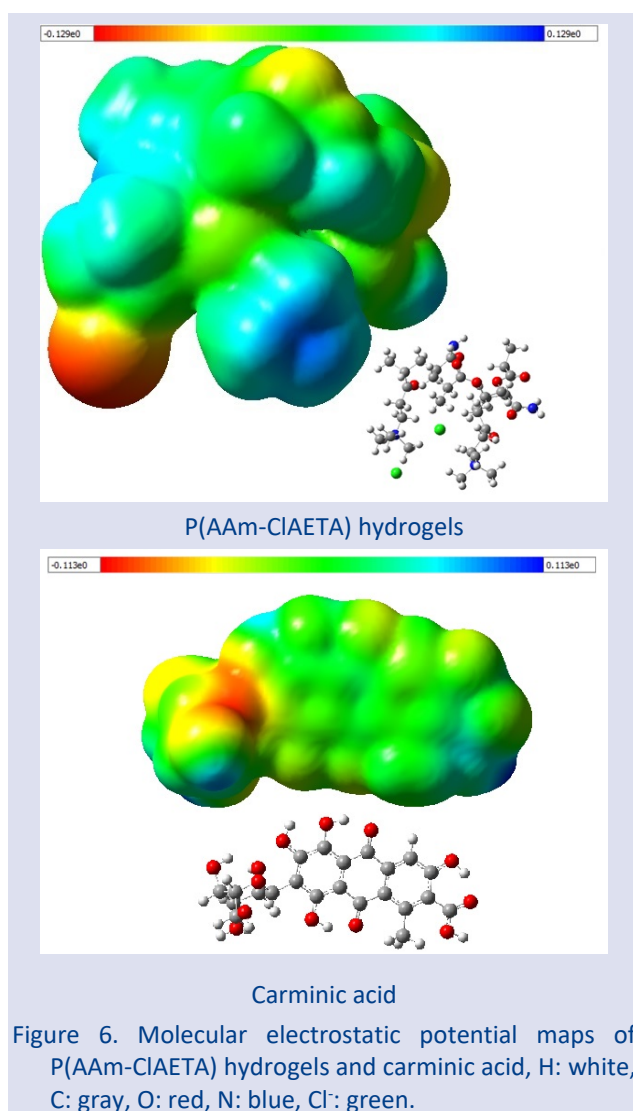 -0.129e0 0.129e0
P(AAm-ClAETA) hydrogels
-0.113e0 0.113e0
Carminic acid
Figure 6. Molecular electrostatic potential maps of
P(AAm-ClAETA) hydrogels and carminic acid, H: white,
C: gray, O: red, N: blue, Cl⁻: green.